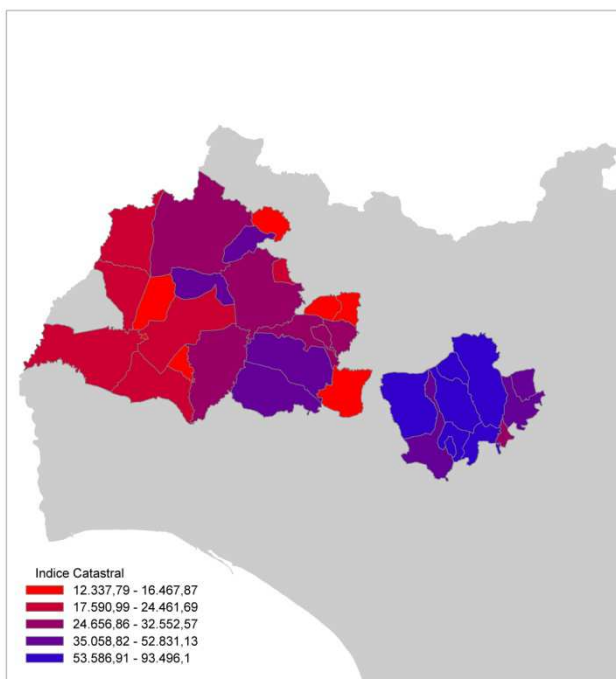 Indice Catastral
12.337,79 - 16.467,87
17.590,99 - 24.461,69
24.656,86 - 32.552,57
35.058,82 - 52.831,13
53.586,91 - 93.496,1